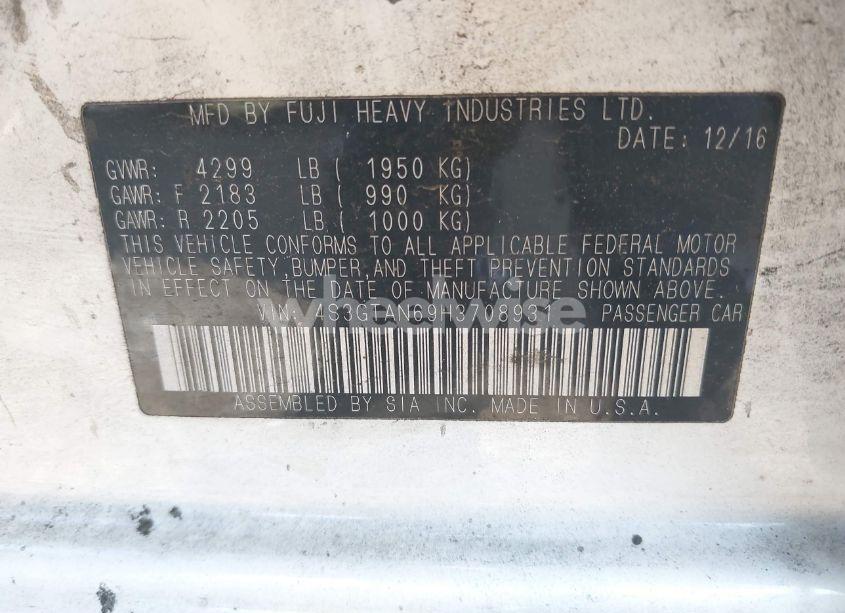 MFD BY FUJI HEAVY INDUSTRIES LTD.
DATE: 12/16
GVWR: 4299 LB ( 1950 KG)
GAWR: F 2183 LB ( 990 KG)
GAWR: R 2205 LB ( 1000 KG)
THIS VEHICLE CONFORMS TO ALL APPLICABLE FEDERAL MOTOR
VEHICLE SAFETY,BUMPER,AND THEFT PREVENTION STANDARDS
IN EFFECT ON THE DATE OF MANUFACTURE SHOWN ABOVE.
VIN: PASSENGER CAR
wheelwise
ASSEMBLED BY SIA INC. MADE IN U.S.A.